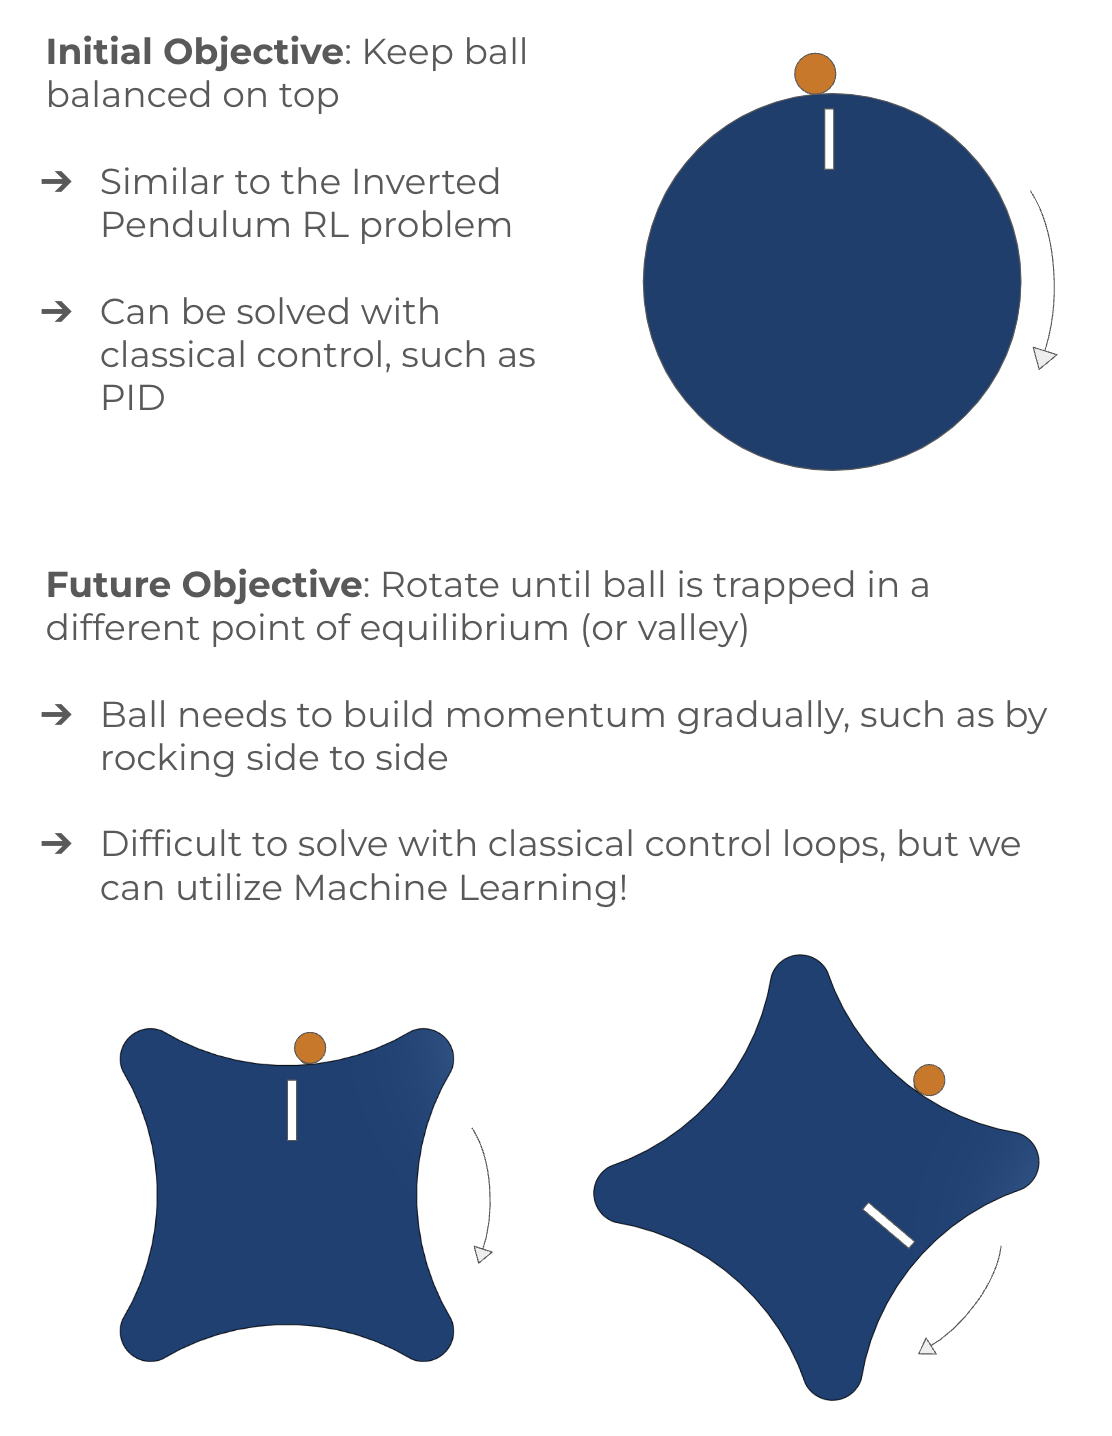 Initial Objective: Keep ball
balanced on top
➔ Similar to the Inverted
Pendulum RL problem
➔ Can be solved with
classical control, such as
PID
Future Objective: Rotate until ball is trapped in a
different point of equilibrium (or valley)
➔ Ball needs to build momentum gradually, such as by
rocking side to side
➔ Difficult to solve with classical control loops, but we
can utilize Machine Learning!